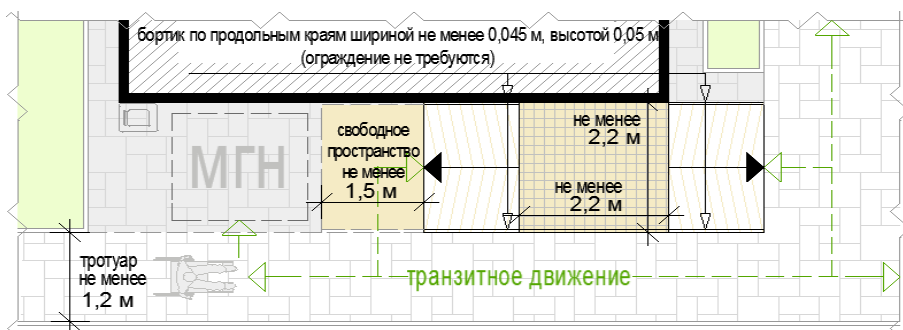 бортик по продольным краям шириной не менее 0,045 м, высотой 0,05 м
(ограждение не требуются)
свободное
пространство
не менее
1,5 м
не менее
2,2 м
не менее
2,2 м
МГН
тротуар
не менее
1,2 м
транзитное движение